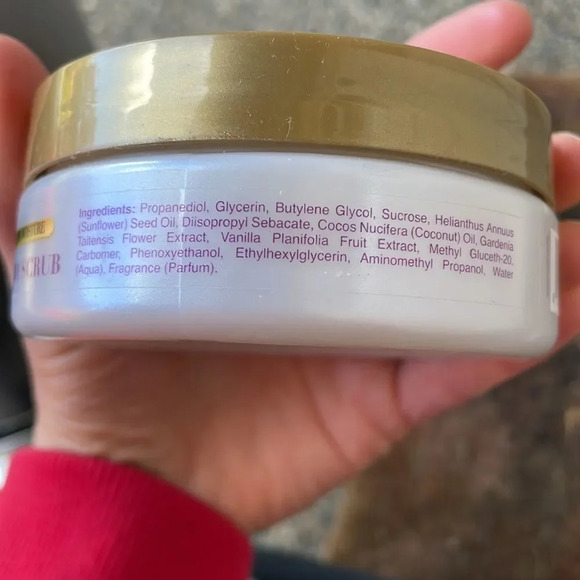 Ingredients: Propanediol, Glycerin, Butylene Glycol, Sucrose, Helianthus Annuus
(Sunflower) Seed Oil, Diisopropyl Sebacate, Cocos Nucifera (Coconut) Oil, Gardenia
Taitensis Flower Extract, Vanilla Planifolia Fruit Extract, Methyl Gluceth-20,
Carbomer, Phenoxyethanol, Ethylhexylglycerin, Aminomethyl Propanol, Water
(Aqua), Fragrance (Parfum).
SCRUB